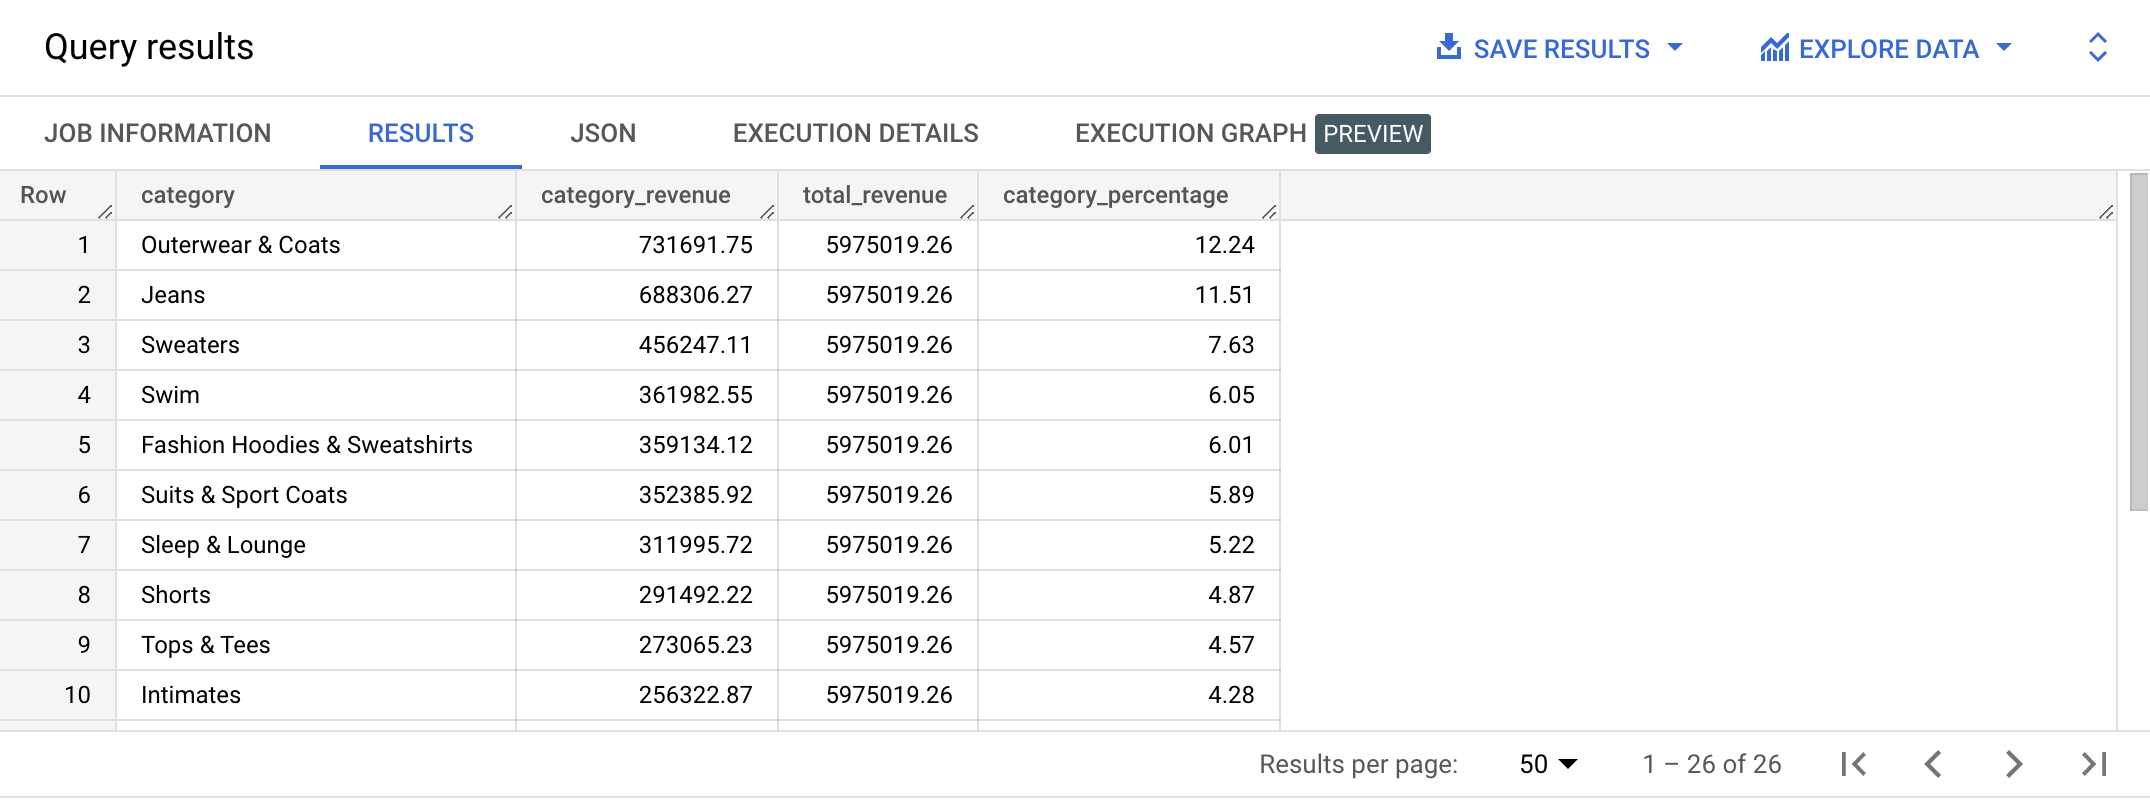 Query results SAVE RESULTS EXPLORE DATA
JOB INFORMATION RESULTS JSON EXECUTION DETAILS EXECUTION GRAPH PREVIEW
Row category category_revenue total_revenue category_percentage
1 Outerwear & Coats 731691.75 5975019.26 12.24
2 Jeans 688306.27 5975019.26 11.51
3 Sweaters 456247.11 5975019.26 7.63
4 Swim 361982.55 5975019.26 6.05
5 Fashion Hoodies & Sweatshirts 359134.12 5975019.26 6.01
6 Suits & Sport Coats 352385.92 5975019.26 5.89
7 Sleep & Lounge 311995.72 5975019.26 5.22
8 Shorts 291492.22 5975019.26 4.87
9 Tops & Tees 273065.23 5975019.26 4.57
10 Intimates 256322.87 5975019.26 4.28
Results per page: 50 1 – 26 of 26